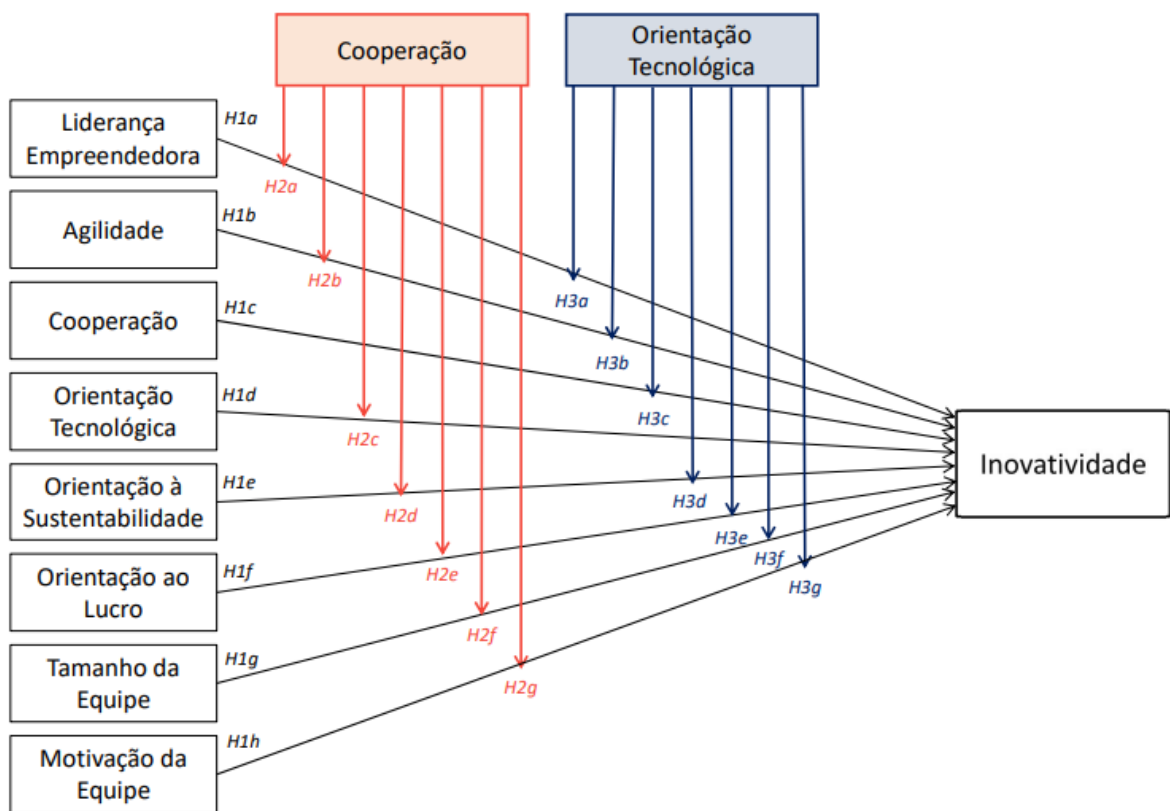 Cooperação
Orientação
Tecnológica
Liderança
Empreendedora
H1a
H2a
Agilidade
H1b
H2b
H3a
Cooperação
H1c
H3b
Orientação
Tecnológica
H1d
H2c
H3c
Inovatividade
Orientação à
Sustentabilidade
H1e
H2d
H3d
Orientação ao
Lucro
H1f
H2e
H3e
H3f
H3g
Tamanho da
Equipe
H1g
H2f
H2g
Motivação da
Equipe
H1h